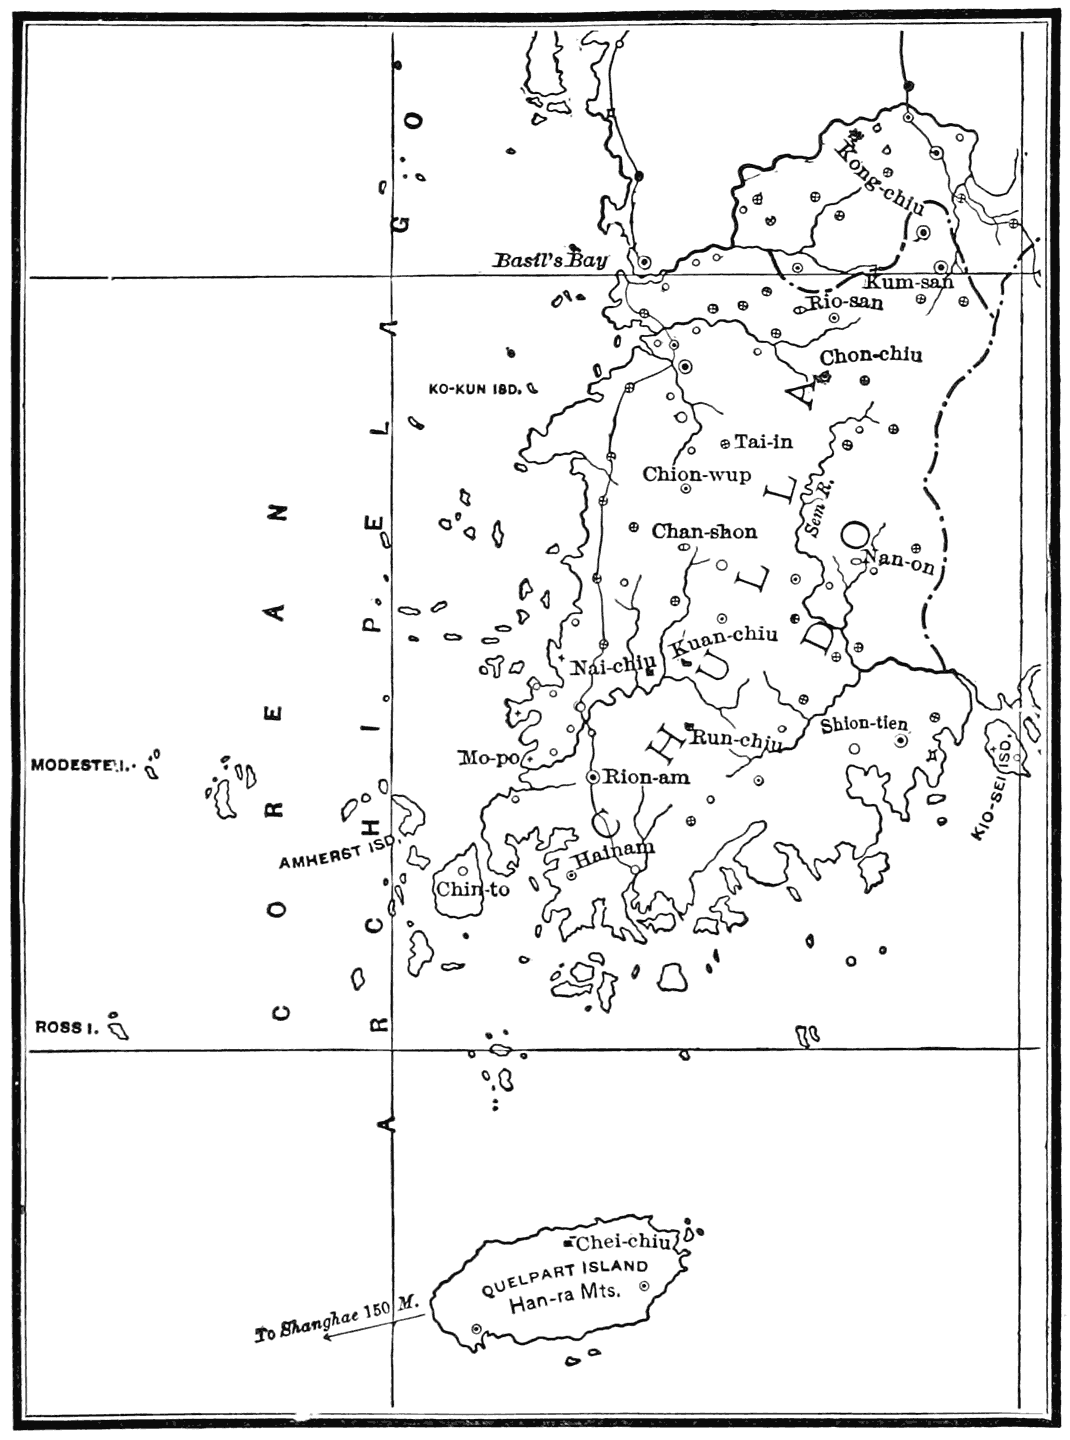 Kong-chiu
Basil's Bay
Kum-san
Rio-san
Chon-chiu
KO-KUN ISD.
Tai-in
Chion-wup
Sem R.
Chan-shon
Nan-on
Kuan-chiu
Nai-chiu
Shion-tien
Run-chiu
Mo-po
MODESTE I.
KIO-SEI ISD.
Rion-am
AMHERST ISD.
Hainam
Chin-to
ROSS I.
CHULLA DO
COREAN
ARCHIPELAGO
Chei-chiu
QUELPART ISLAND
Han-ra Mts.
To Shanghae 150 M.